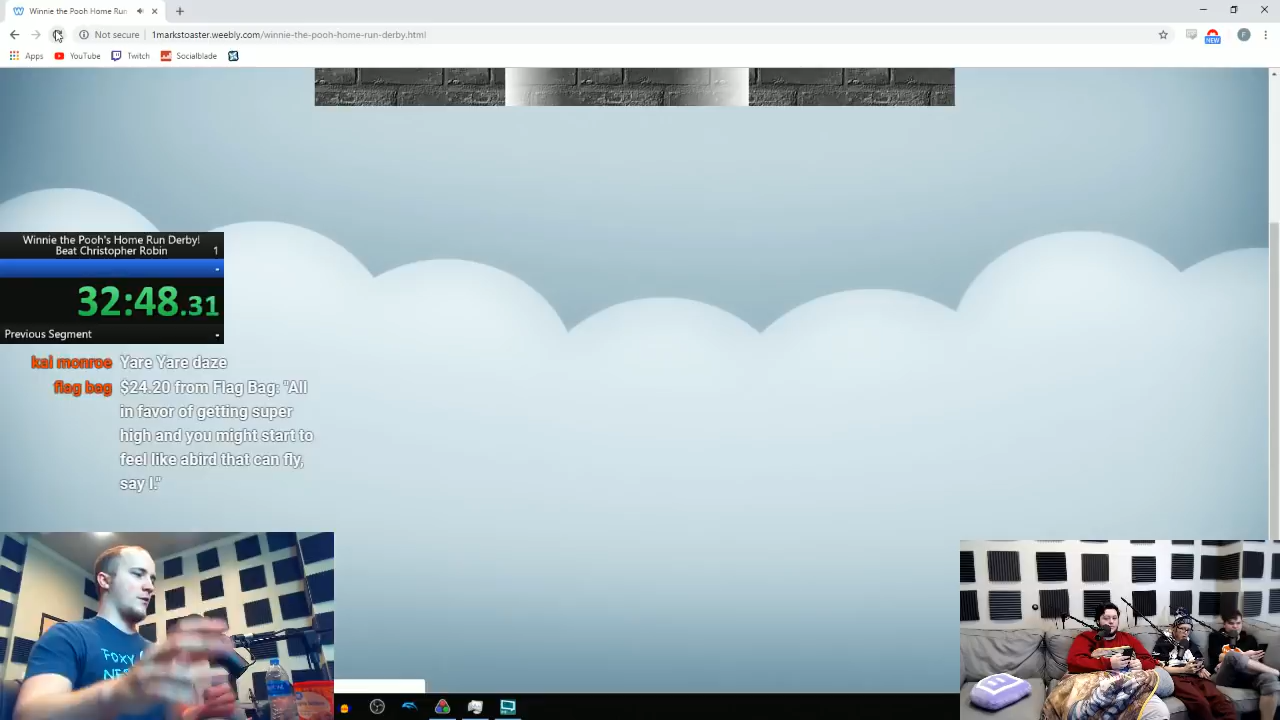 Winnie the Pooh Home Run
Not secure
1markstoaster.weebly.com/winnie-the-pooh-home-run-derby.html
NEW
F
Apps
YouTube
Twitch
Socialblade
Winnie the Pooh's Home Run Derby!
Beat Christopher Robin
1
-
32:48.31
Previous Segment
-
kai monroe Yare Yare daze
flag bag $24.20 from Flag Bag: "All
in favor of getting super
high and you might start to
feel like abird that can fly,
say I."